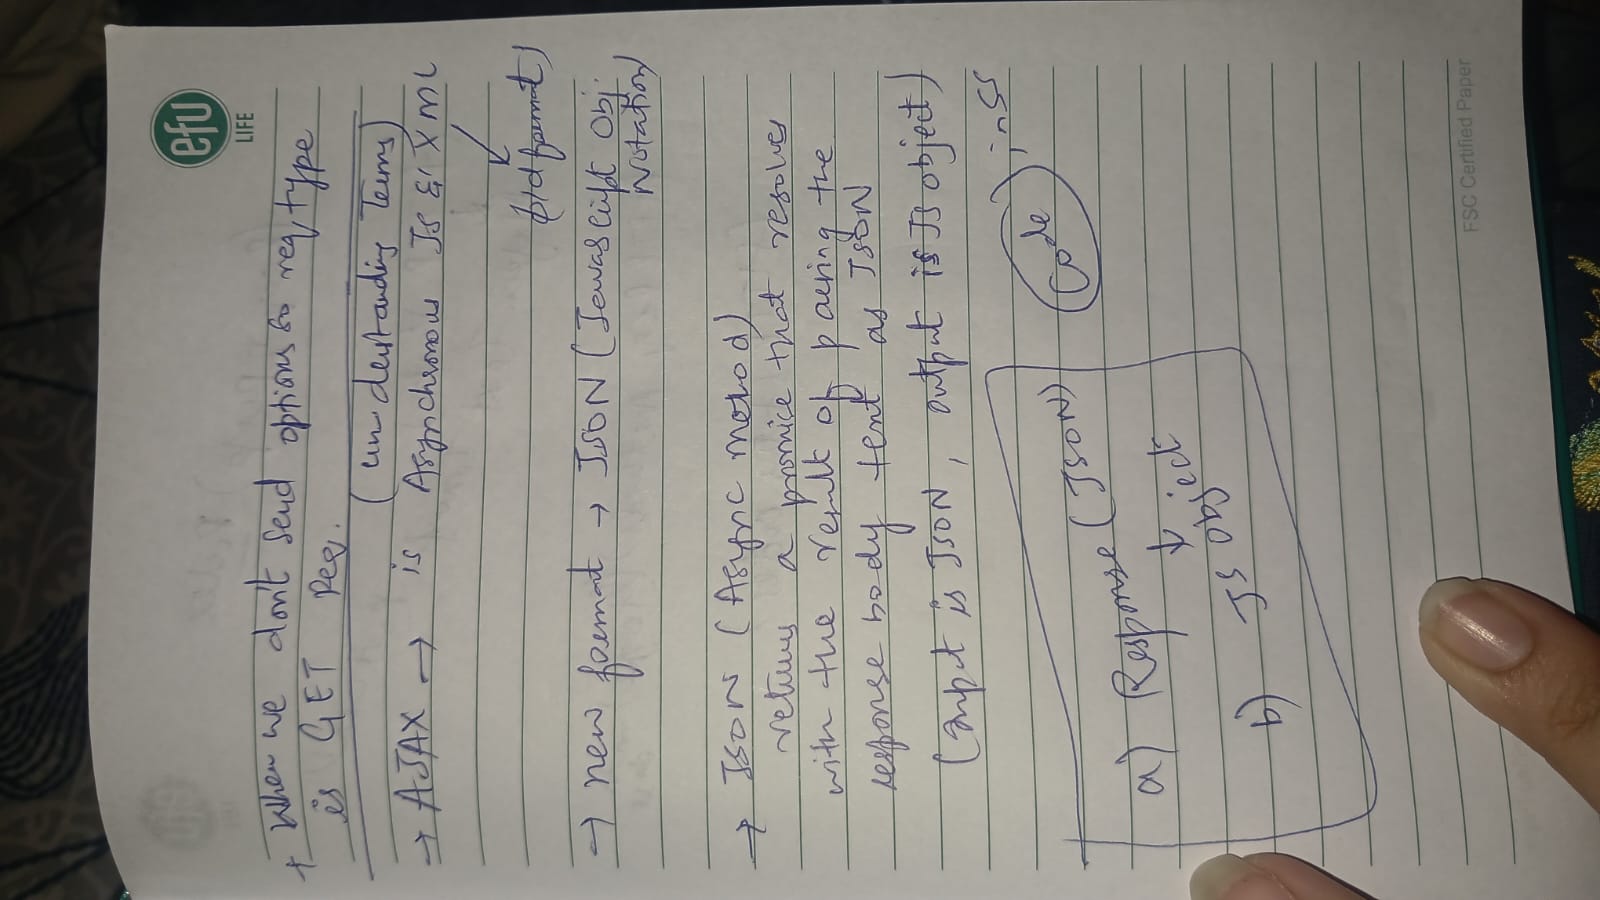 efu
LIFE
+ When we don't send options so req type
is GET Req.
(understanding Terms)
→ AJAX → is Asynchronous JS & XML
(old format)
→ new format → JSON (Javascript Obj
Notation)
→ JSON (Async method)
returns a promise that resolves
with the result of parsing the
response body text as JSON
(input is JSON, output is JS object)
Code in JS
a) Response (JSON)
↓
b) JS object
FSC Certified Paper